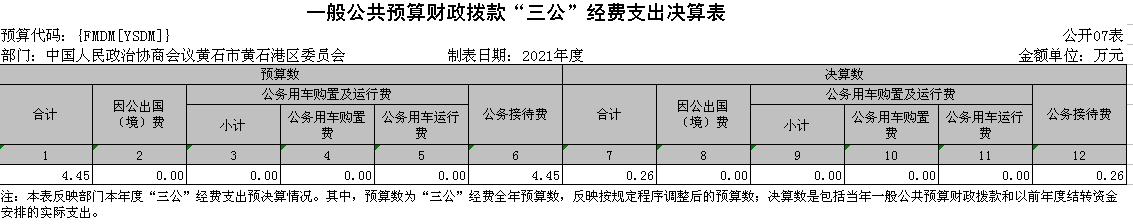 一般公共预算财政拨款“三公”经费支出决算表
预算代码：{FMDM[YSDM]} 公开07表
部门：中国人民政治协商会议黄石市黄石港区委员会 制表日期：2021年度 金额单位：万元
预算数 决算数
合计 因公出国（境）费 公务用车购置及运行费 公务接待费 合计 因公出国（境）费 公务用车购置及运行费 公务接待费
小计 公务用车购置费 公务用车运行费 小计 公务用车购置费 公务用车运行费
1 2 3 4 5 6 7 8 9 10 11 12
4.45 0.00 0.00 0.00 0.00 4.45 0.26 0.00 0.00 0.00 0.00 0.26
注：本表反映部门本年度“三公”经费支出预决算情况。其中，预算数为“三公”经费全年预算数，反映按规定程序调整后的预算数；决算数是包括当年一般公共预算财政拨款和以前年度结转资金
安排的实际支出。